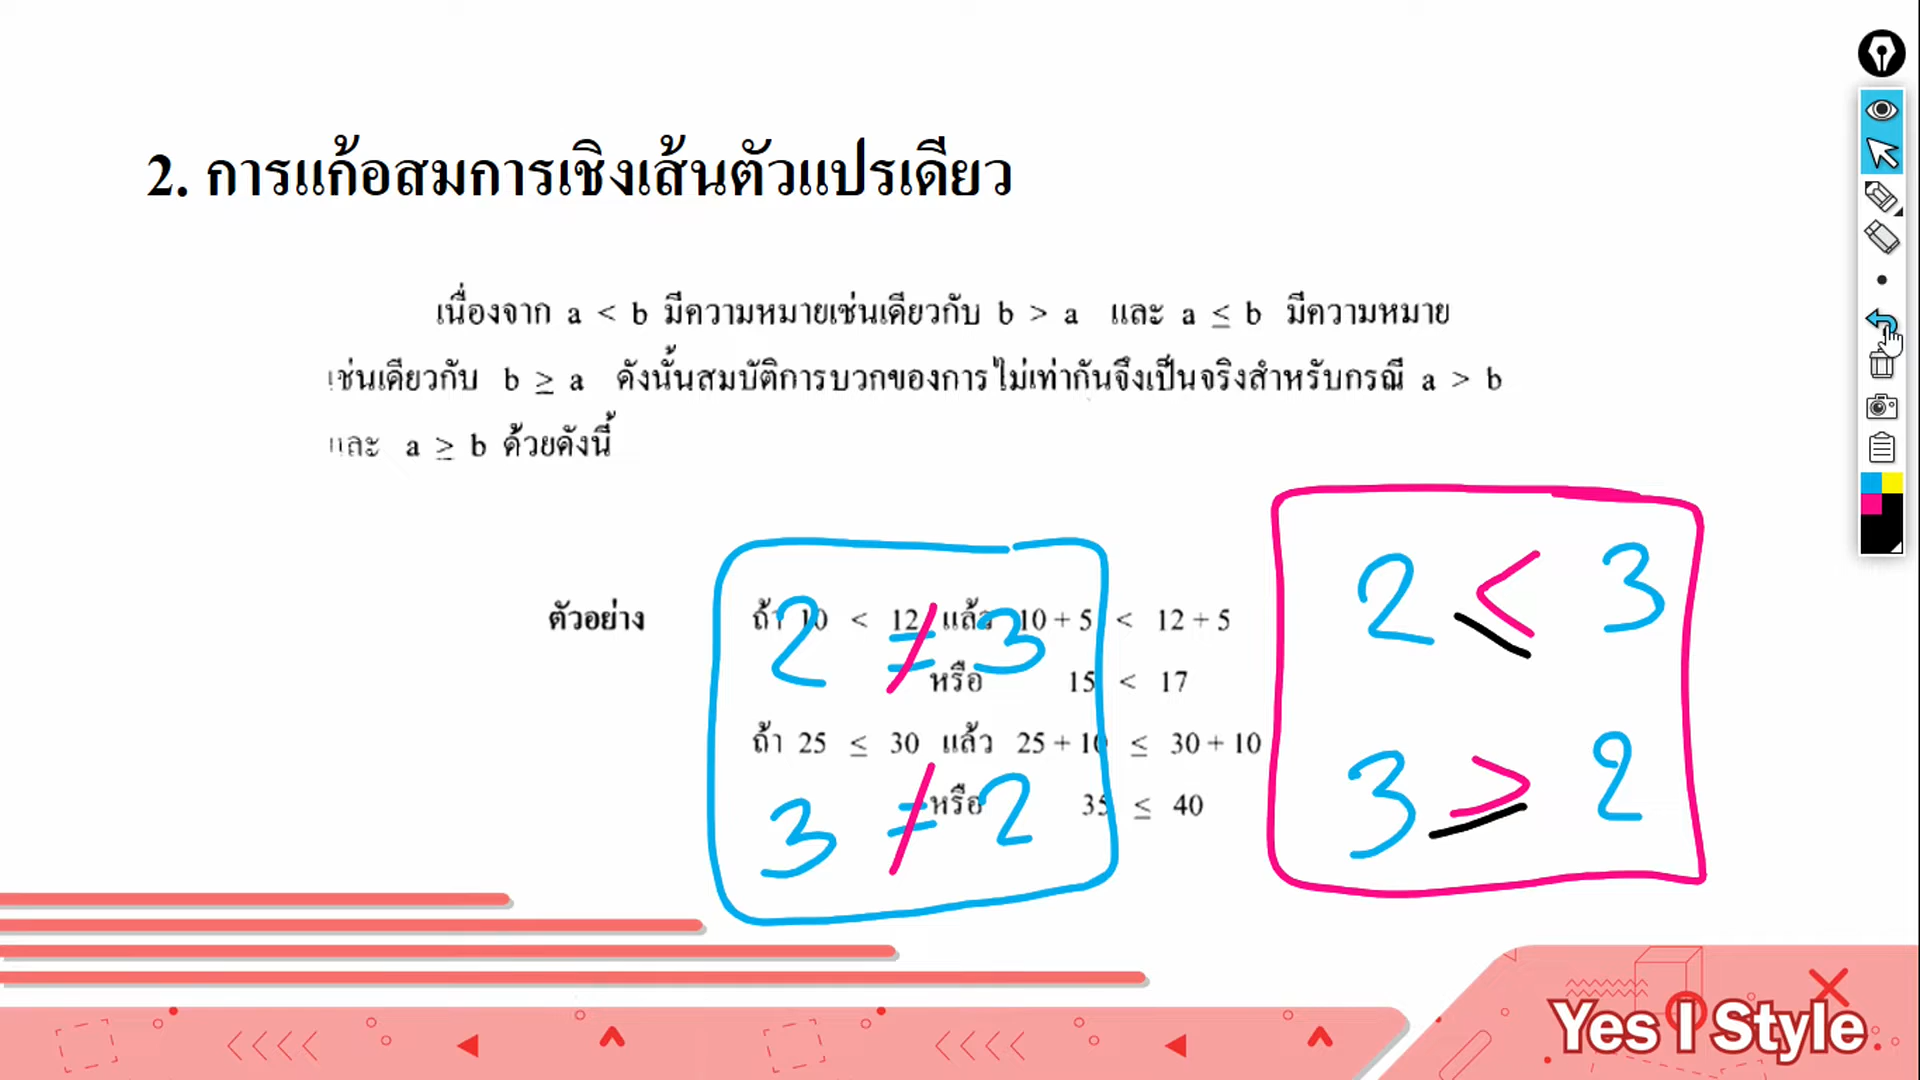 2. การแก้อสมการเชิงเส้นตัวแปรเดียว
เนื่องจาก a < b มีความหมายเช่นเดียวกับ b > a และ a ≤ b มีความหมาย
เช่นเดียวกับ b ≥ a ดังนั้นสมบัติการบวกของการไม่เท่ากันจึงเป็นจริงสำหรับกรณี a > b
และ a ≥ b ด้วยดังนี้
ตัวอย่าง ถ้า 10 < 12 แล้ว 10 + 5 < 12 + 5
หรือ 15 < 17
ถ้า 25 ≤ 30 แล้ว 25 + 10 ≤ 30 + 10
หรือ 35 ≤ 40
2 ≠ 3
3 ≠ 2
2 ≤ 3
3 ≥ 2
Yes I Style